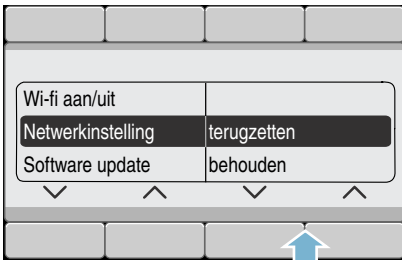 Wi-fi aan/uit
Netwerkinstelling terugzetten
Software update behouden